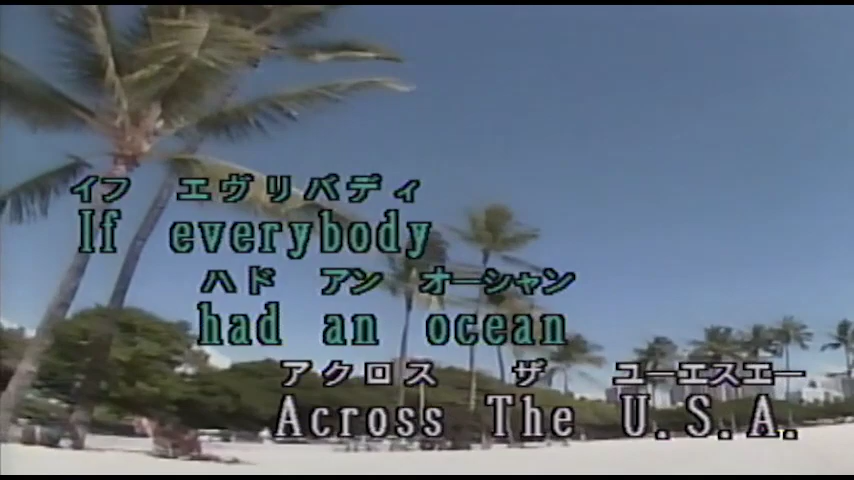 イフ エヴリバディ
If everybody
ハド アン オーシャン
had an ocean
アクロス ザ ユーエスエー
Across The U.S.A.